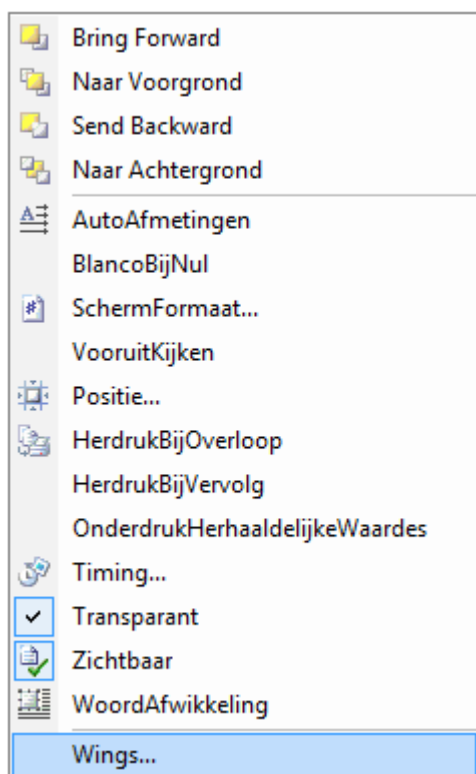 Bring Forward
Naar Voorgrond
Send Backward
Naar Achtergrond
AutoAfmetingen
BlancoBijNul
SchermFormaat...
VooruitKijken
Positie...
HerdrukBijOverloop
HerdrukBijVervolg
OnderdrukHerhaaldelijkeWaardes
Timing...
Transparant
Zichtbaar
WoordAfwikkeling
Wings...